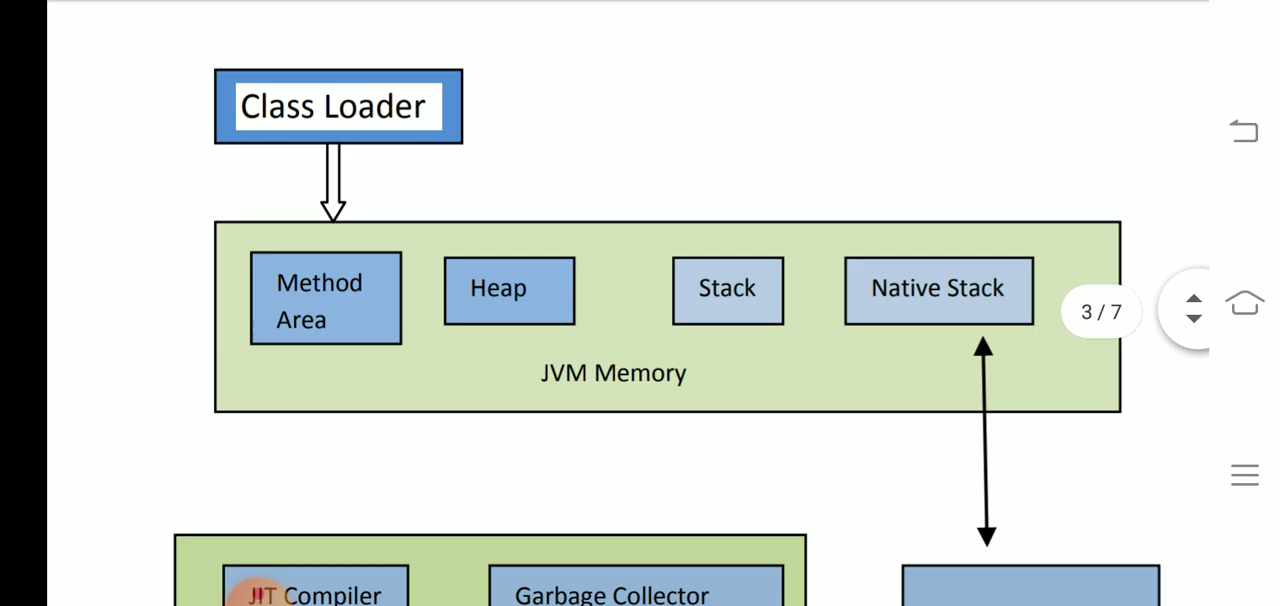 Class Loader
Method
Area
Heap
Stack
Native Stack
3 / 7
JVM Memory
JIT Compiler
Garbage Collector